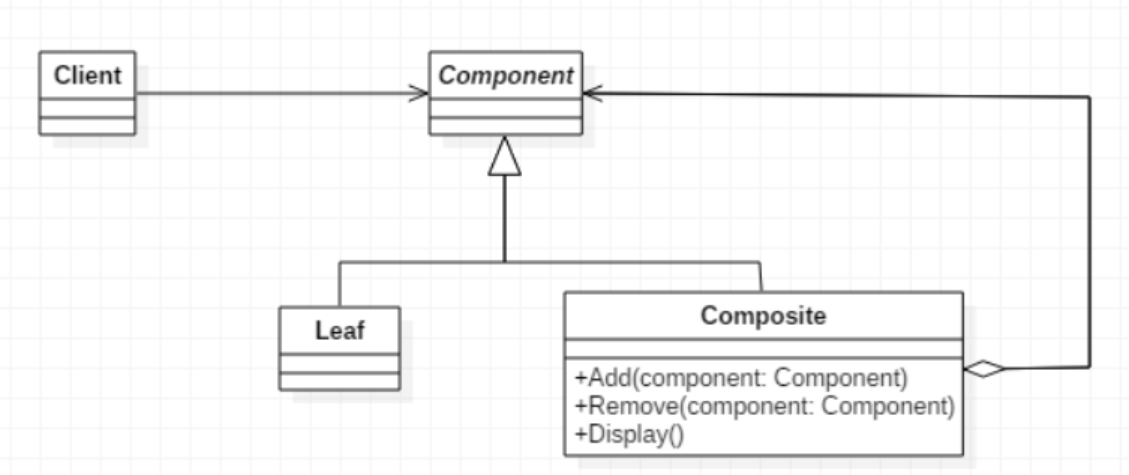 Client
Component
Leaf
Composite
+Add(component: Component)
+Remove(component: Component)
+Display()